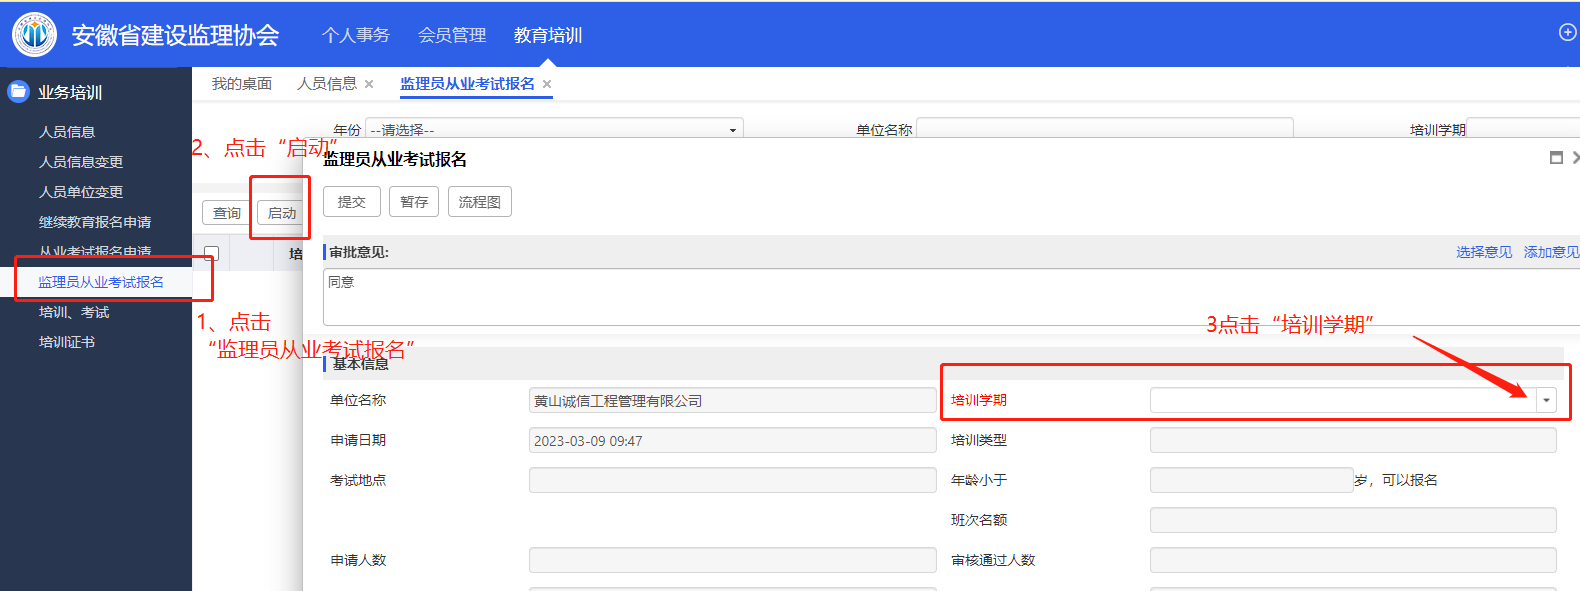 安徽省建设监理协会 个人事务 会员管理 教育培训
业务培训 我的桌面 人员信息 监理员从业考试报名
人员信息
人员信息变更
人员单位变更
继续教育报名申请
从业考试报名申请
监理员从业考试报名
培训、考试
培训证书
年份 --请选择-- 单位名称 培训学期
2、点击“启动”
监理员从业考试报名
查询 启动 提交 暂存 流程图
培
审批意见: 选择意见 添加意见
同意
1、点击
“监理员从业考试报名”
3点击“培训学期”
基本信息
单位名称 黄山诚信工程管理有限公司 培训学期
申请日期 2023-03-09 09:47 培训类型
考试地点 年龄小于 岁，可以报名
班次名额
申请人数 审核通过人数